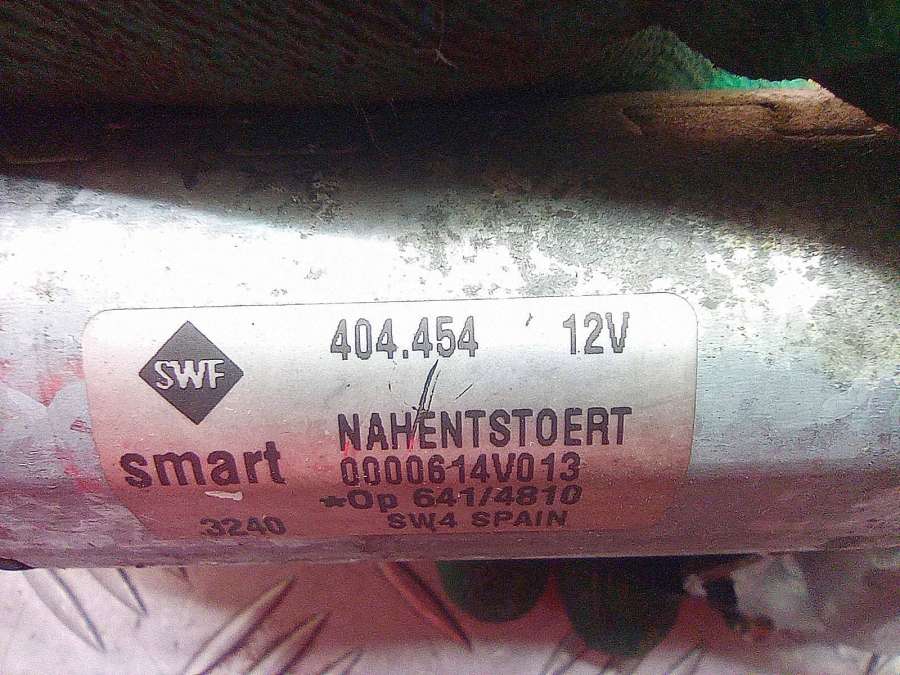 404.454 12V
SWF
NAHENTSTOERT
smart 0000614V013
*Op 641/4810
3240 SW4 SPAIN